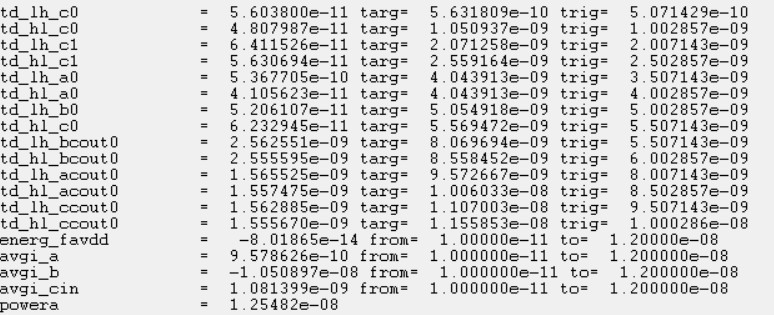 td_lh_c0 = 5.603800e-11 targ= 5.631809e-10 trig= 5.071429e-10
td_hl_c0 = 4.807987e-11 targ= 1.050937e-09 trig= 1.002857e-09
td_lh_c1 = 6.411526e-11 targ= 2.071258e-09 trig= 2.007143e-09
td_hl_c1 = 5.630694e-11 targ= 2.559164e-09 trig= 2.502857e-09
td_lh_a0 = 5.367705e-10 targ= 4.043913e-09 trig= 3.507143e-09
td_hl_a0 = 4.105623e-11 targ= 4.043913e-09 trig= 4.002857e-09
td_lh_b0 = 5.206107e-11 targ= 5.054918e-09 trig= 5.002857e-09
td_hl_c0 = 6.232945e-11 targ= 5.569472e-09 trig= 5.507143e-09
td_lh_bcout0 = 2.562551e-09 targ= 8.069694e-09 trig= 5.507143e-09
td_hl_bcout0 = 2.555595e-09 targ= 8.558452e-09 trig= 6.002857e-09
td_lh_acout0 = 1.565525e-09 targ= 9.572667e-09 trig= 8.007143e-09
td_hl_acout0 = 1.557475e-09 targ= 1.006033e-08 trig= 8.502857e-09
td_lh_ccout0 = 1.562885e-09 targ= 1.107003e-08 trig= 9.507143e-09
td_hl_ccout0 = 1.555670e-09 targ= 1.155853e-08 trig= 1.000286e-08
energ_favdd = -8.01865e-14 from= 1.00000e-11 to= 1.20000e-08
avgi_a = 9.578626e-10 from= 1.000000e-11 to= 1.200000e-08
avgi_b = -1.050897e-08 from= 1.000000e-11 to= 1.200000e-08
avgi_cin = 1.081399e-09 from= 1.000000e-11 to= 1.200000e-08
powera = 1.25482e-08